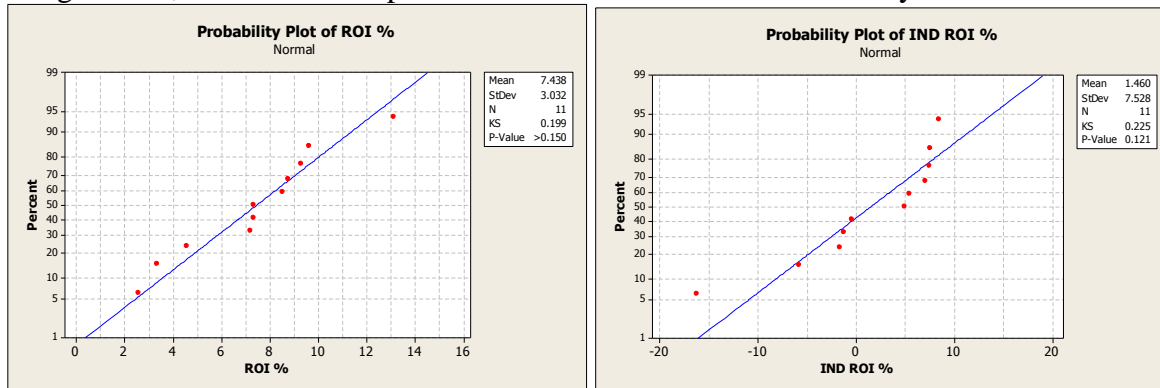 Probability Plot of ROI %
Normal
Mean 7.438
StDev 3.032
N 11
KS 0.199
P-Value >0.150
99
95
90
80
70
60
50
40
30
20
10
5
1
Percent
0 2 4 6 8 10 12 14 16
ROI %
Probability Plot of IND ROI %
Normal
Mean 1.460
StDev 7.528
N 11
KS 0.225
P-Value 0.121
99
95
90
80
70
60
50
40
30
20
10
5
1
Percent
-20 -10 0 10 20
IND ROI %